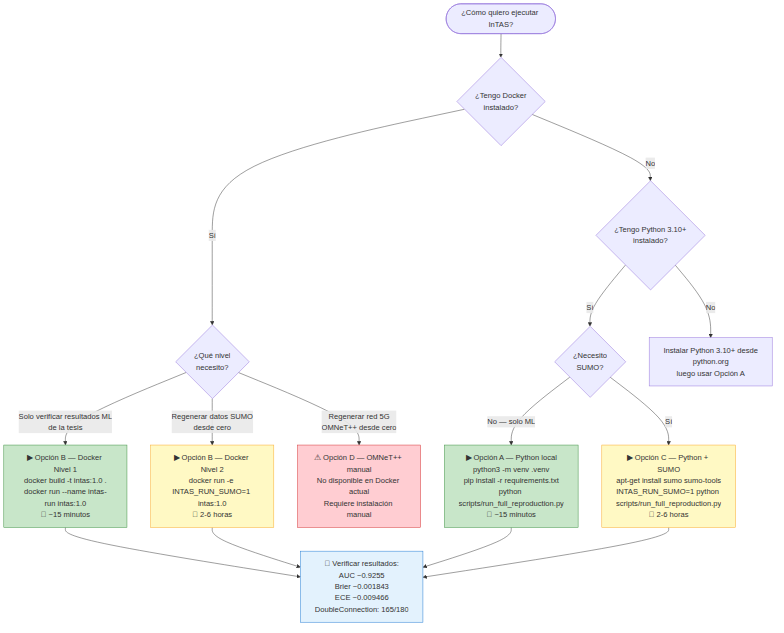 ¿Cómo quiero ejecutar
InTAS?
¿Tengo Docker
instalado?
No
¿Tengo Python 3.10+
instalado?
Sí
Sí
No
¿Qué nivel
necesito?
¿Necesito
SUMO?
Instalar Python 3.10+ desde
python.org
luego usar Opción A
Solo verificar resultados ML
de la tesis
Regenerar datos SUMO
desde cero
Regenerar red 5G
OMNeT++ desde cero
No — solo ML
Sí
▶ Opción B — Docker
Nivel 1
docker build -t intas:1.0 .
docker run --name intas-
run intas:1.0
~15 minutos
▶ Opción B — Docker
Nivel 2
docker run -e
INTAS_RUN_SUMO=1
intas:1.0
2-6 horas
⚠ Opción D — OMNeT++
manual
No disponible en Docker
actual
Requiere instalación
manual
▶ Opción A — Python local
python3 -m venv .venv
pip install -r requirements.txt
python
scripts/run_full_reproduction.py
~15 minutos
▶ Opción C — Python +
SUMO
apt-get install sumo sumo-tools
INTAS_RUN_SUMO=1 python
scripts/run_full_reproduction.py
2-6 horas
Verificar resultados:
AUC ~0.9255
Brier ~0.001843
ECE ~0.009466
DoubleConnection: 165/180